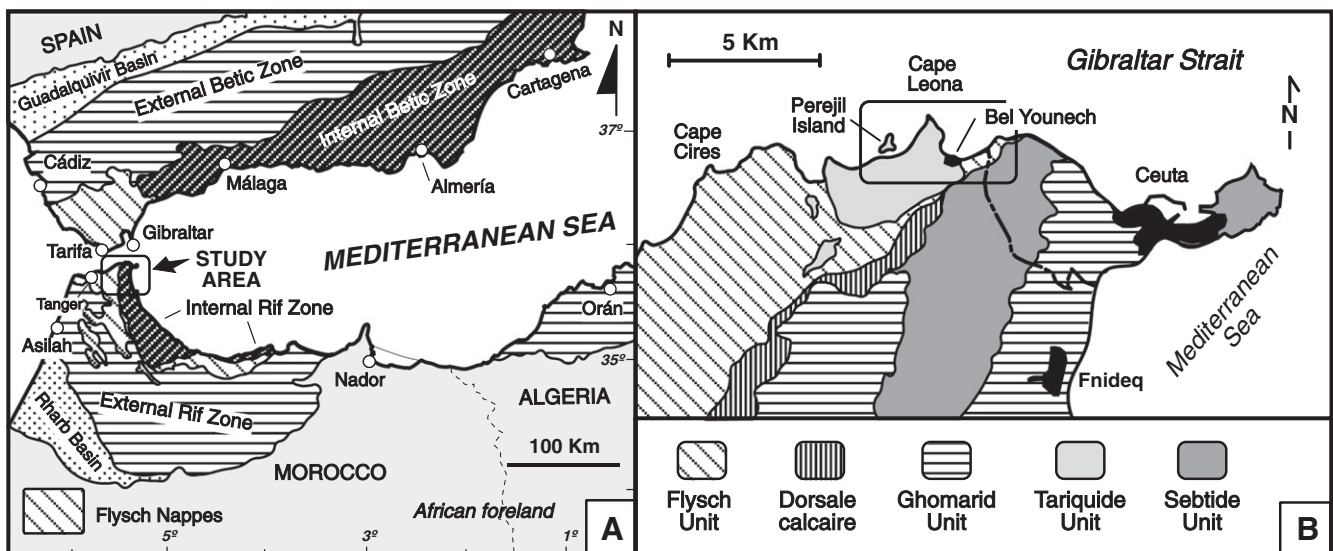 SPAIN
Guadalquivir Basin
External Betic Zone
Internal Betic Zone
Cartagena
N
37º
Cádiz
Málaga
Almería
Gibraltar
Tarifa
MEDITERRANEAN SEA
STUDY
AREA
Tanger
Internal Rif Zone
Orán
Asilah
35º
Nador
External Rif Zone
ALGERIA
Rharb Basin
100 Km
MOROCCO
African foreland
Flysch Nappes
5º
3º
1º
A
5 Km
Gibraltar Strait
Cape
Leona
Perejil
Island
Bel Younech
N
Cape
Cires
Ceuta
Mediterranean
Sea
Fnideq
Flysch
Unit
Dorsale
calcaire
Ghomarid
Unit
Tariquide
Unit
Sebtide
Unit
B